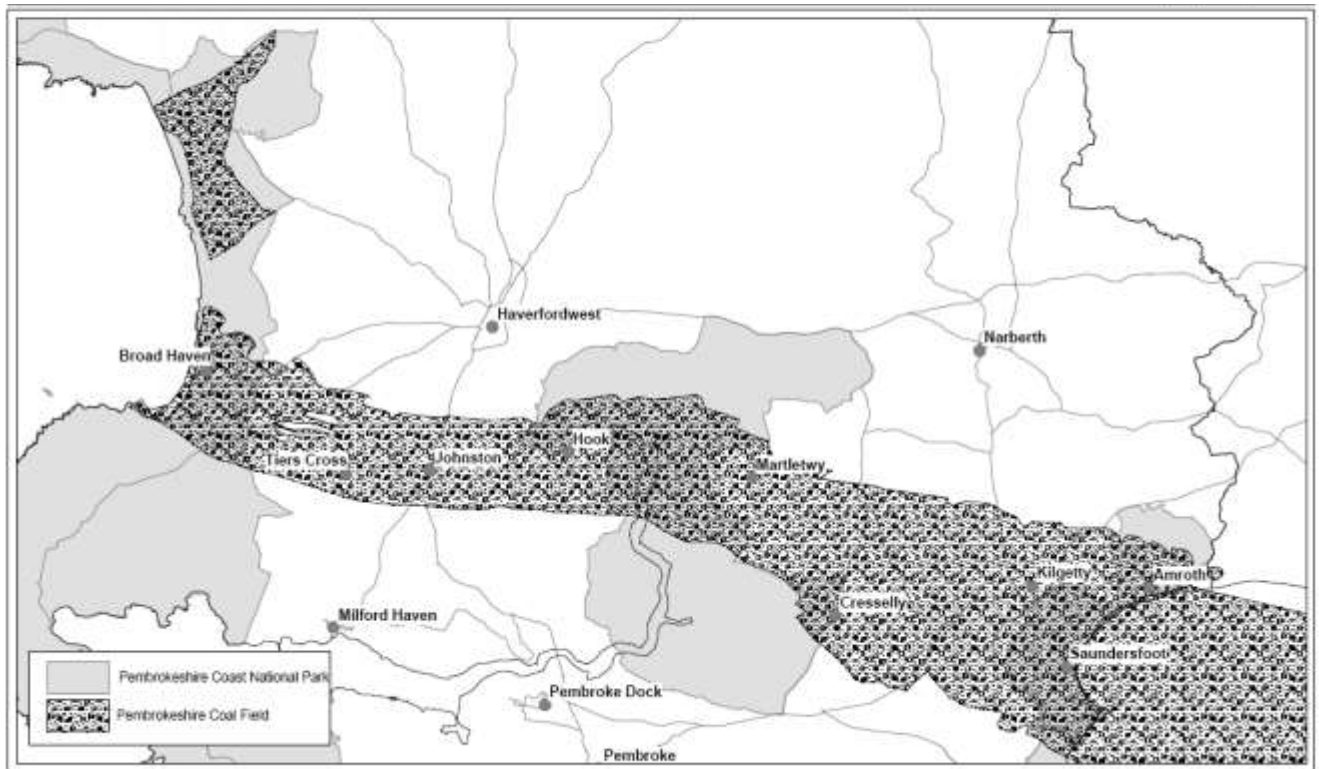 Haverfordwest
Narberth
Broad Haven
Hook
Tiers Cross
Johnston
Martletwy
Kilgetty
Amroth
Cresselly
Milford Haven
Saundersfoot
Pembrokeshire Coast National Park
Pembroke Dock
Pembrokeshire Coal Field
Pembroke